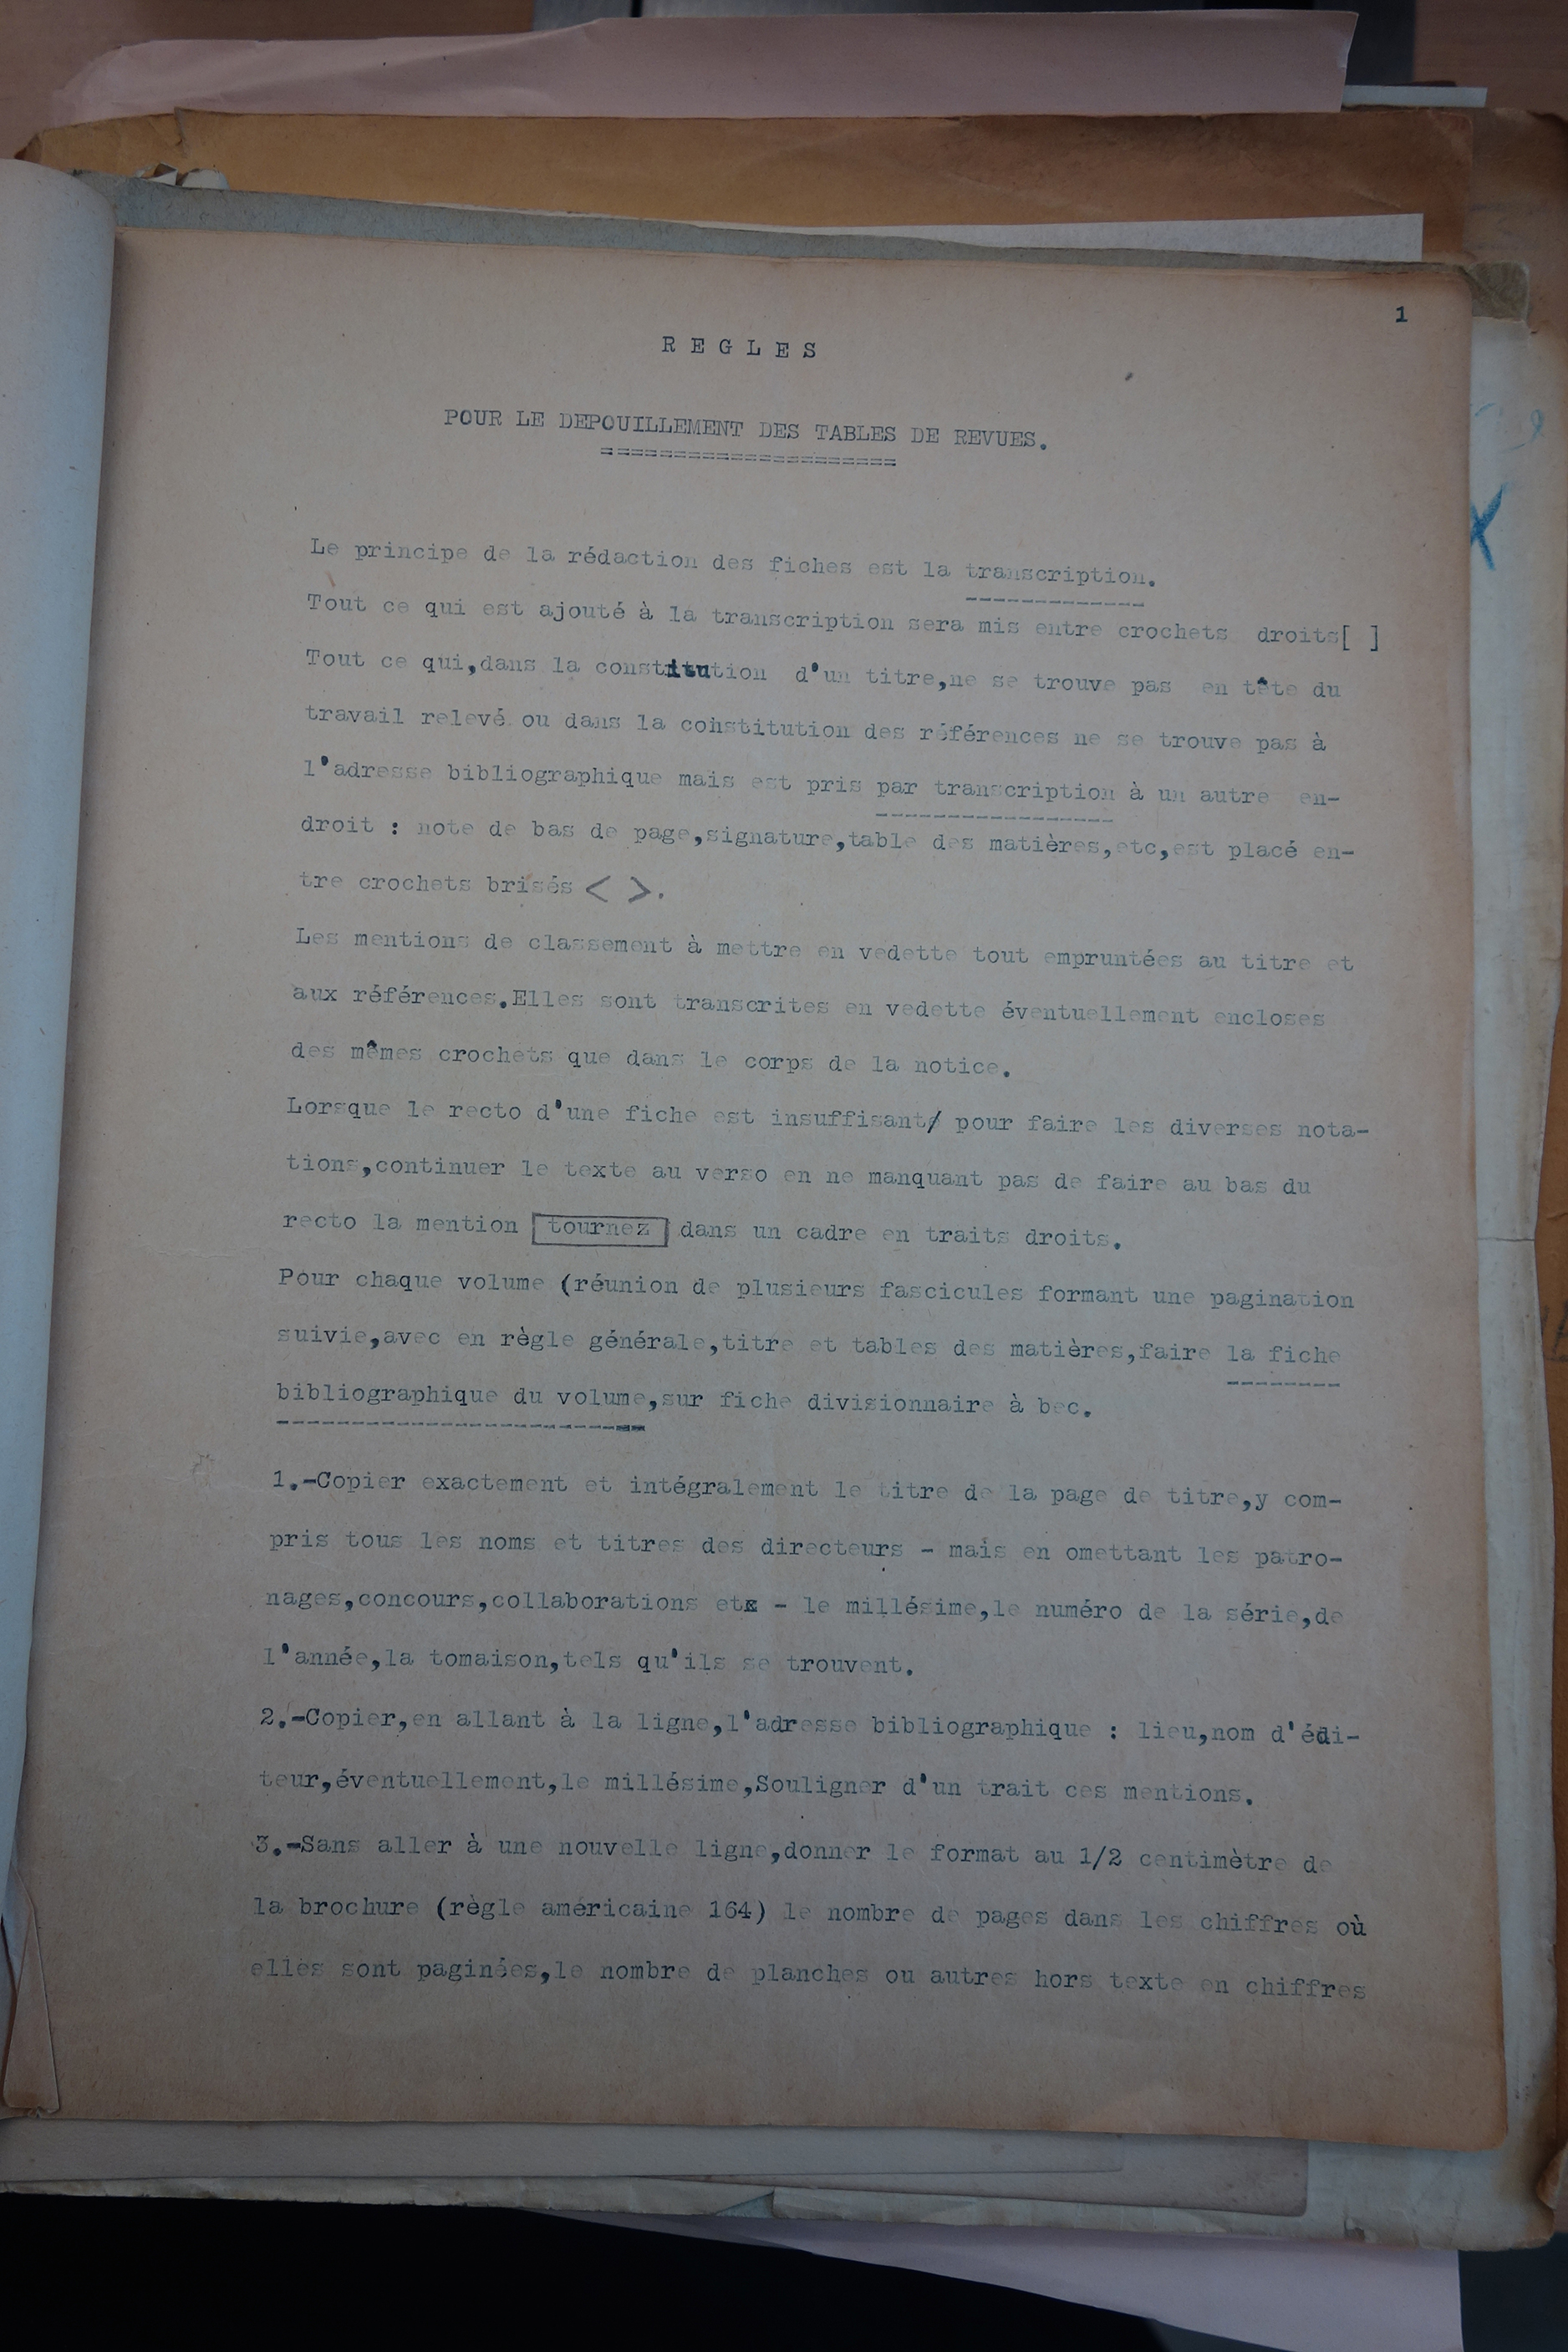 1
R E G L E S
POUR LE DEPOUILLEMENT DES TABLES DE REVUES.
Le principe de la rédaction des fiches est la transcription.
Tout ce qui est ajouté à la transcription sera mis entre crochets droits[ ]
Tout ce qui,dans la constitution d'un titre,ne se trouve pas en tête du
travail relevé ou dans la constitution des références ne se trouve pas à
l'adresse bibliographique mais est pris par transcription à un autre en-
droit : note de bas de page,signature,table des matières,etc,est placé en-
tre crochets brisés < >.
Les mentions de classement à mettre en vedette tout empruntées au titre et
aux références.Elles sont transcrites en vedette éventuellement encloses
des mêmes crochets que dans le corps de la notice.
Lorsque le recto d'une fiche est insuffisant pour faire les diverses nota-
tions,continuer le texte au verso en ne manquant pas de faire au bas du
recto la mention tournez dans un cadre en traits droits.
Pour chaque volume (réunion de plusieurs fascicules formant une pagination
suivie,avec en règle générale,titre et tables des matières,faire la fiche
bibliographique du volume,sur fiche divisionnaire à bec.
1.-Copier exactement et intégralement le titre de la page de titre,y com-
pris tous les noms et titres des directeurs - mais en omettant les patro-
nages,concours,collaborations etc - le millésime,le numéro de la série,de
l'année,la tomaison,tels qu'ils se trouvent.
2.-Copier,en allant à la ligne,l'adresse bibliographique : lieu,nom d'édi-
teur,éventuellement,le millésime,Souligner d'un trait ces mentions.
3.-Sans aller à une nouvelle ligne,donner le format au 1/2 centimètre de
la brochure (règle américaine 164) le nombre de pages dans les chiffres où
elles sont paginées,le nombre de planches ou autres hors texte en chiffres